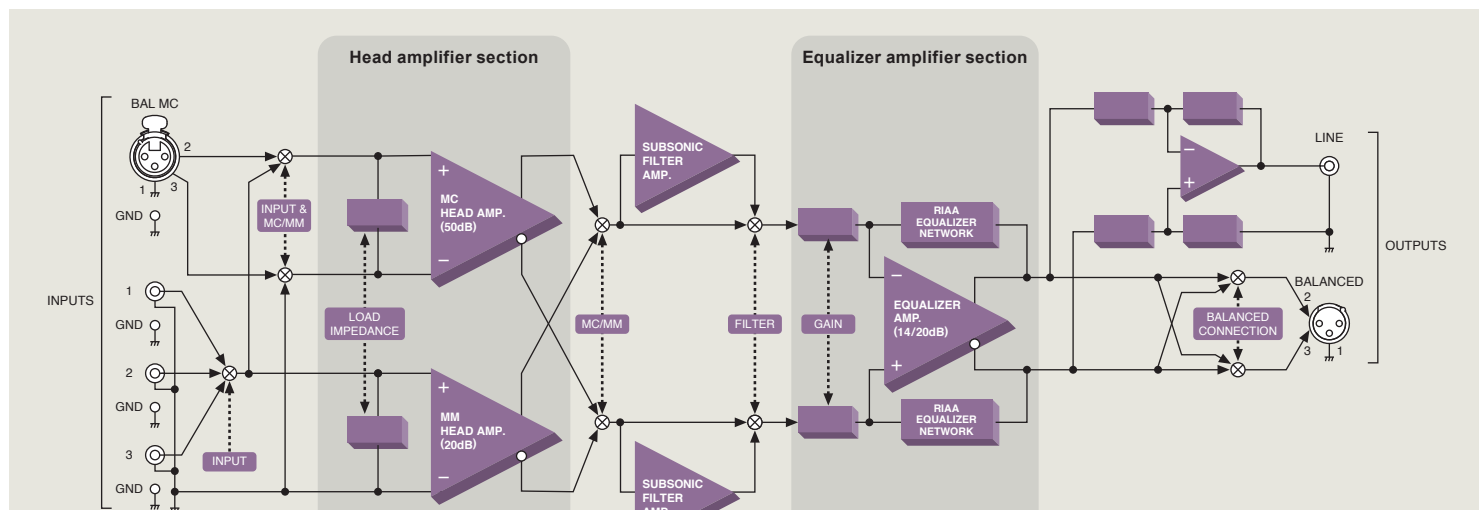 Head amplifier section
Equalizer amplifier section
BAL MC
2
1
3
GND
INPUTS
1
GND
2
GND
3
GND
INPUT &
MC/MM
INPUT
LOAD
IMPEDANCE
+
MC
HEAD AMP.
(50dB)
−
+
MM
HEAD AMP.
(20dB)
−
MC/MM
SUBSONIC
FILTER
AMP.
SUBSONIC
FILTER
FILTER
GAIN
RIAA
EQUALIZER
NETWORK
−
EQUALIZER
AMP.
(14/20dB)
+
RIAA
EQUALIZER
NETWORK
−
+
LINE
OUTPUTS
BALANCED
2
3
1
BALANCED
CONNECTION